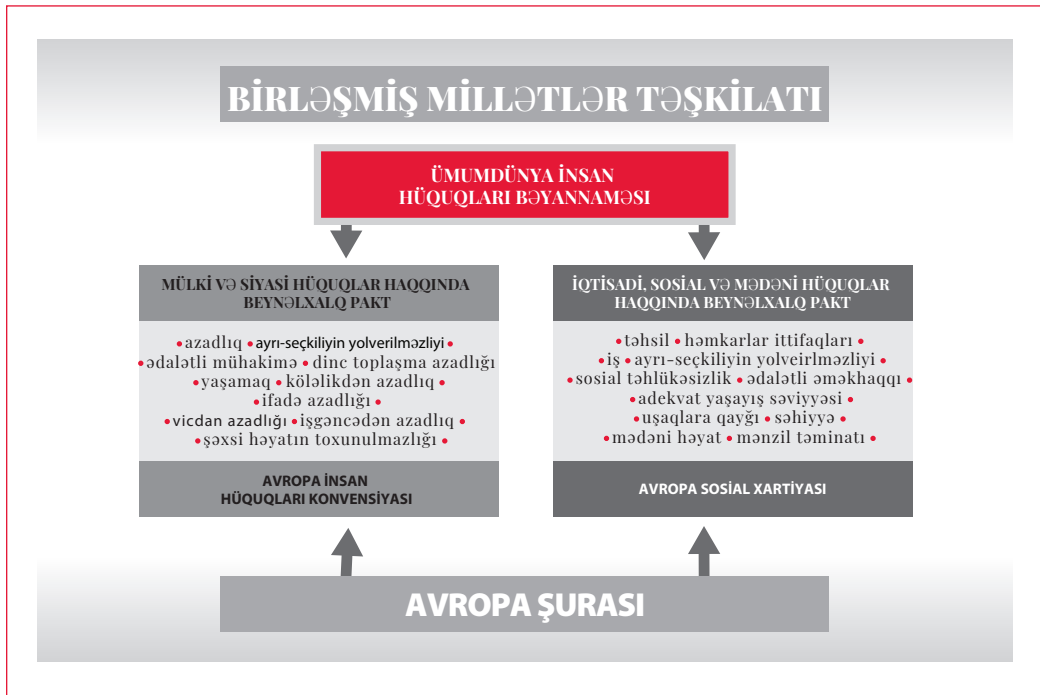 BİRLƏŞMİŞ MİLLƏTLƏR TƏŞKİLATI
ÜMUMDÜNYA İNSAN
HÜQUQLARI BƏYANNAMƏSI
MÜLKİ VƏ SİYASİ HÜQUQLAR HAQQINDA
BEYNƏLXALQ PAKT
• azadlıq • ayrı-seçkiliyin yolverilməzliyi •
• ədalətli mühakimə • dinc toplaşma azadlığı
• yaşamaq • köləlikdən azadlıq •
• ifadə azadlığı •
• vicdan azadlığı • işgəncədən azadlıq •
• şəxsi həyatın toxunulmazlığı •
AVROPA İNSAN
HÜQUQLARI KONVENSİYASI
İQTİSADİ, SOSİAL VƏ MƏDƏNİ HÜQUQLAR
HAQQINDA BEYNƏLXALQ PAKT
• təhsil • həmkarlar ittifaqları •
• iş • ayrı-seçkiliyin yolveirlməzliyi •
• sosial təhlükəsizlik • ədalətli əməkhaqqı •
• adekvat yaşayış səviyyəsi •
• uşaqlara qayğı • səhiyyə •
• mədəni həyat • mənzil təminatı •
AVROPA SOSİAL XARTİYASI
AVROPA ŞURASI